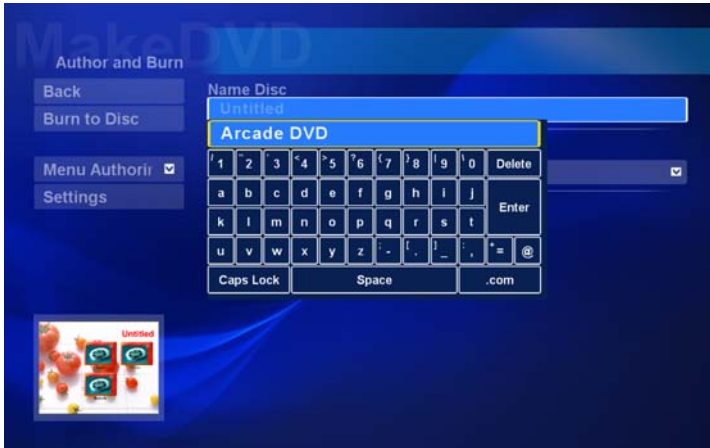 MakeDVD
Author and Burn
Back
Name Disc
Untitled
Burn to Disc
Arcade DVD
/ 1 " 2 ' 3 < 4 > 5 ? 6 { 7 } 8 | 9 \ 0 Delete
Menu Authorir
a b c d e f g h i j
Enter
Settings
k l m n o p q r s t
u v w x y z ; - [ . ] _ : , * = @
Caps Lock Space .com
Untitled